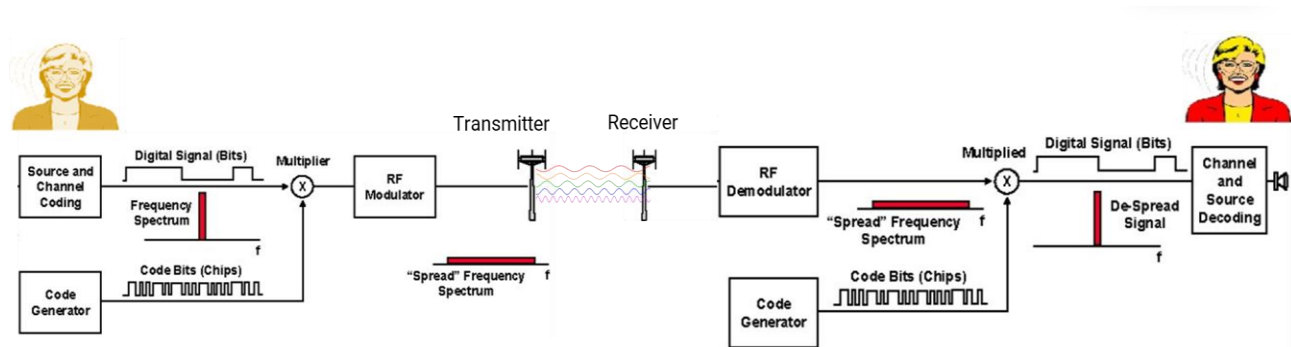 Transmitter
Receiver
Source and
Channel
Coding
Digital Signal (Bits)
Multiplier
X
Frequency
Spectrum
f
RF
Modulator
Code
Generator
Code Bits (Chips)
"Spread" Frequency
Spectrum
f
RF
Demodulator
Multiplied
X
"Spread" Frequency
Spectrum
f
Code
Generator
Code Bits (Chips)
Digital Signal (Bits)
De-Spread
Signal
f
Channel
and
Source
Decoding